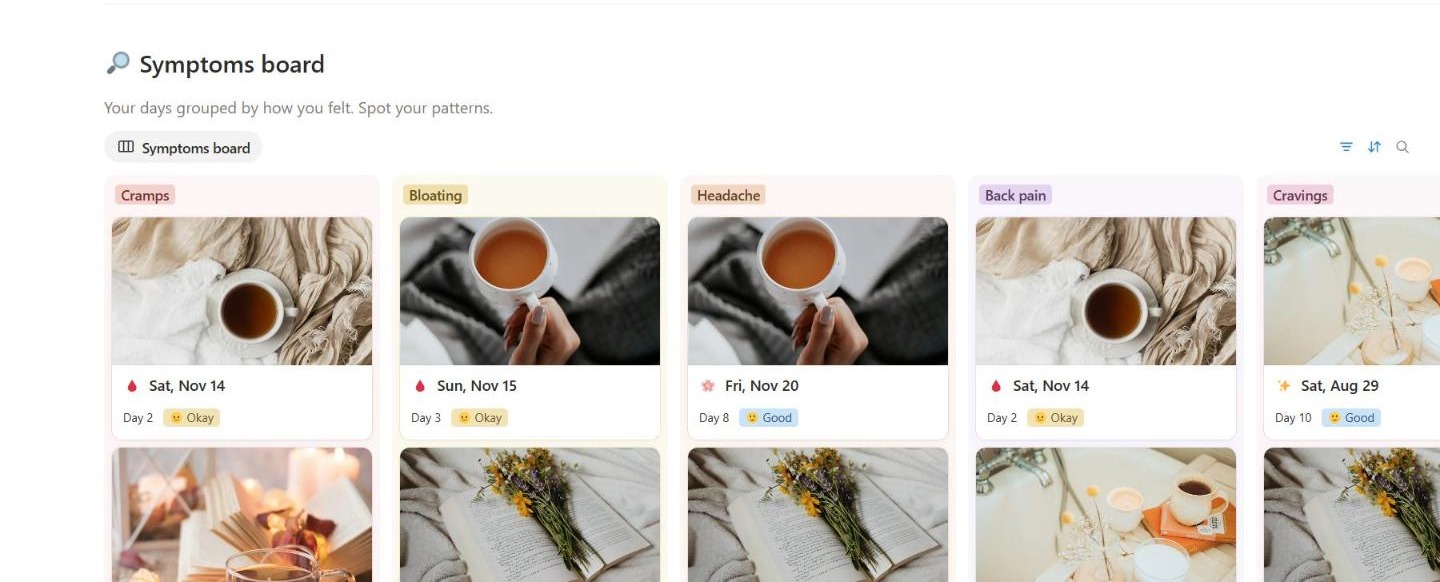 Symptoms board
Your days grouped by how you felt. Spot your patterns.
Symptoms board
Cramps
Sat, Nov 14
Day 2 Okay
Bloating
Sun, Nov 15
Day 3 Okay
Headache
Fri, Nov 20
Day 8 Good
Back pain
Sat, Nov 14
Day 2 Okay
Cravings
Sat, Aug 29
Day 10 Good